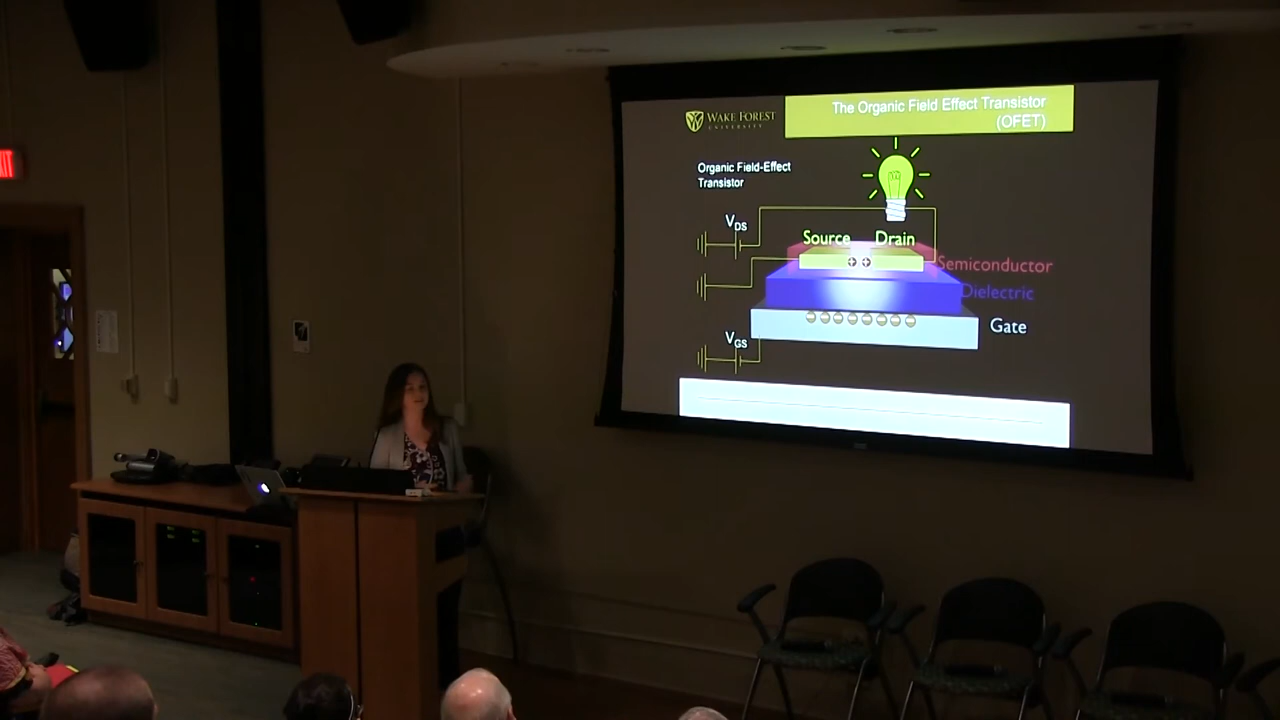 WAKE FOREST
UNIVERSITY
The Organic Field Effect Transistor
(OFET)
Organic Field-Effect
Transistor
VDS
Source
Drain
Semiconductor
Dielectric
Gate
VGS